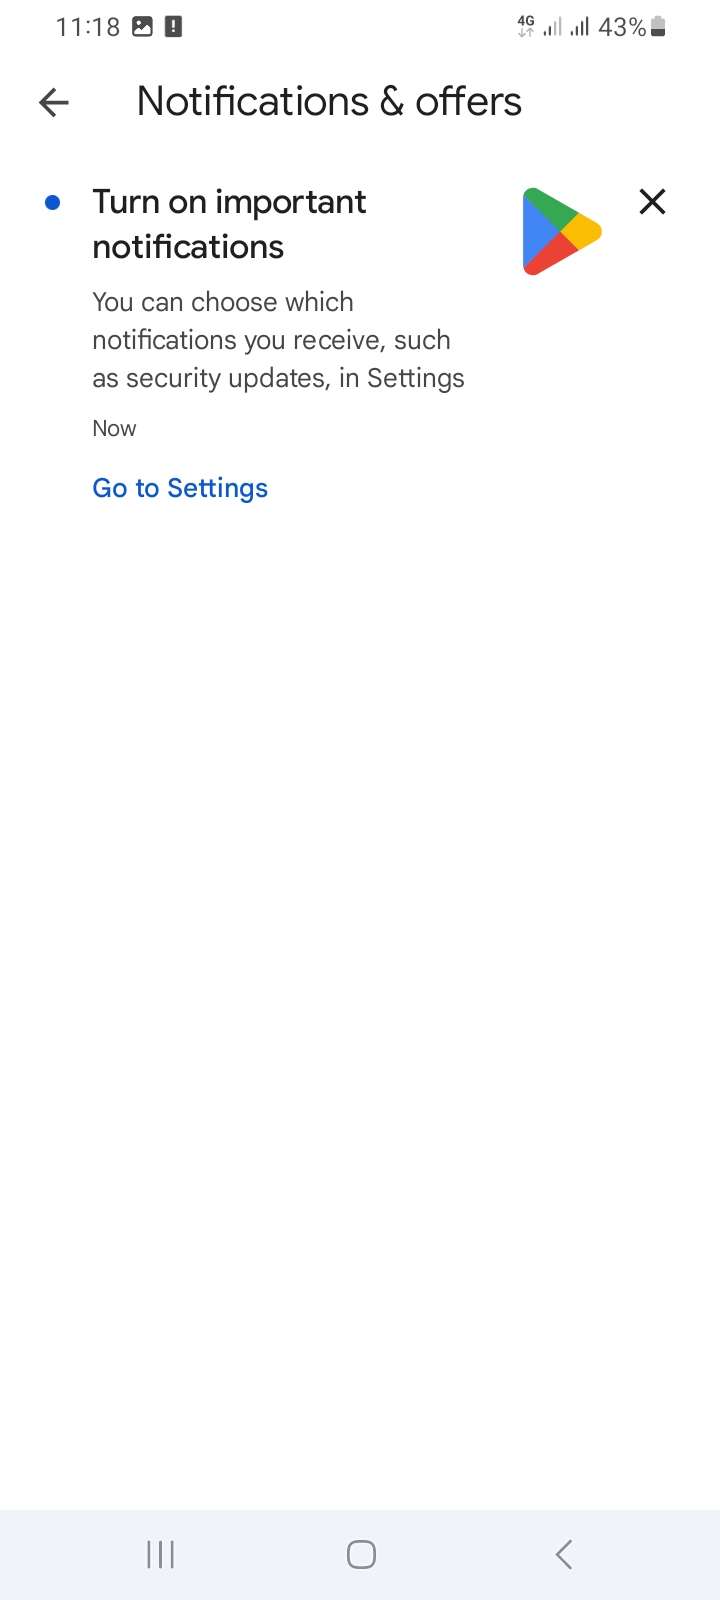 11:18 4G 43%
Notifications & offers
Turn on important
notifications
You can choose which
notifications you receive, such
as security updates, in Settings
Now
Go to Settings